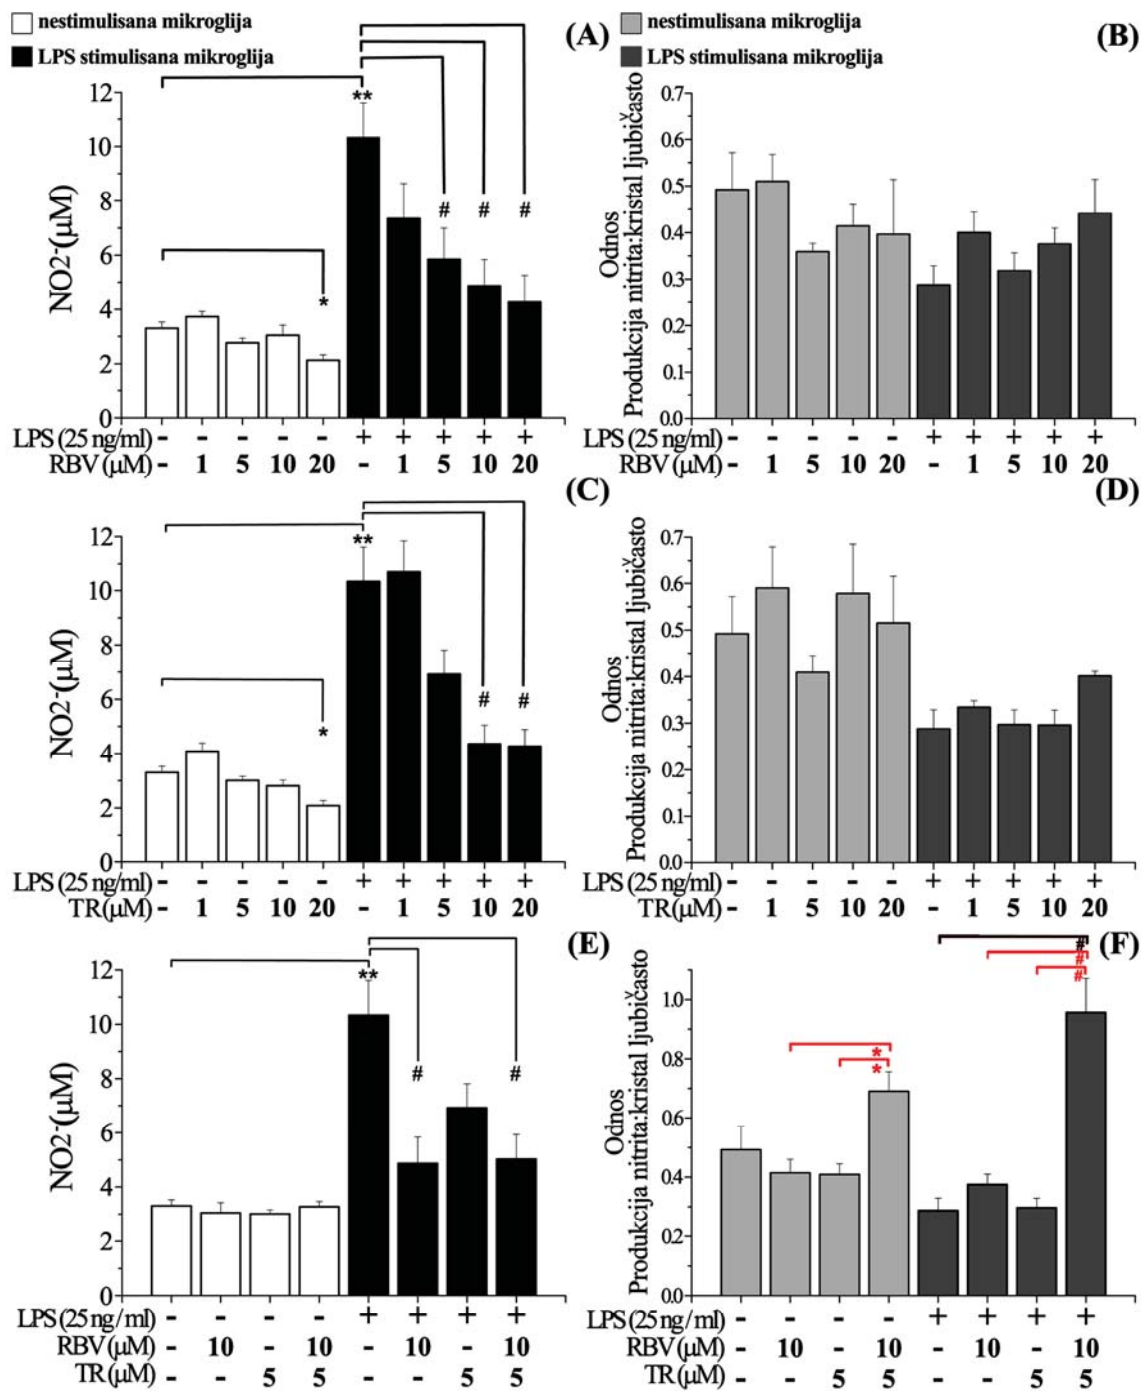 nestimulisana mikroglija
LPS stimulisana mikroglija
(A)
**
# # #
*
12
10
8
6
4
2
0
NO2-(µM)
LPS (25 ng/ml) - - - - - + + + + +
RBV (µM) - 1 5 10 20 - 1 5 10 20
nestimulisana mikroglija
LPS stimulisana mikroglija
(B)
0.7
0.6
0.5
0.4
0.3
0.2
0.1
0.0
Odnos
Produkcija nitrita:kristal ljubičasto
LPS (25 ng/ml) - - - - - + + + + +
RBV (µM) - 1 5 10 20 - 1 5 10 20
(C)
**
# #
*
12
10
8
6
4
2
0
NO2-(µM)
LPS (25 ng/ml) - - - - - + + + + +
TR(µM) - 1 5 10 20 - 1 5 10 20
(D)
0.7
0.6
0.5
0.4
0.3
0.2
0.1
0.0
Odnos
Produkcija nitrita:kristal ljubičasto
LPS (25 ng/ml) - - - - - + + + + +
TR(µM) - 1 5 10 20 - 1 5 10 20
(E)
**
# #
12
10
8
6
4
2
0
NO2-(µM)
LPS (25 ng/ml) - - - - + + + +
RBV (µM) - 10 - 10 - 10 - 10
TR (µM) - - 5 5 - - 5 5
(F)
#
#
#
*
*
1.0
0.8
0.6
0.4
0.2
0.0
Odnos
Produkcija nitrita:kristal ljubičasto
LPS (25 ng/ml) - - - - + + + +
RBV (µM) - 10 - 10 - 10 - 10
TR (µM) - - 5 5 - - 5 5